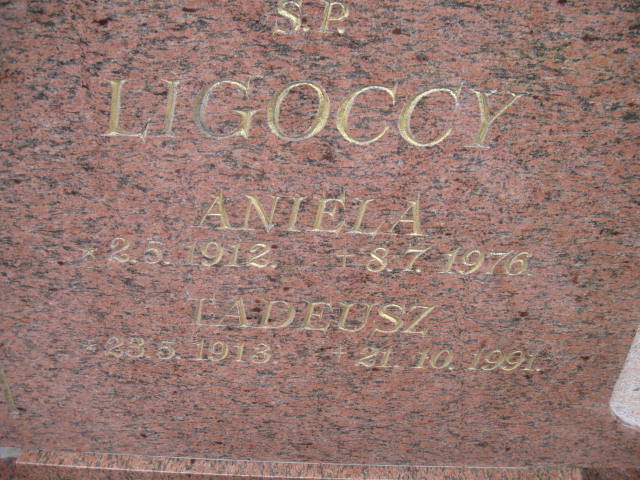 S.P.
LIGOCCY
ANIELA
* 2.5.1912. + 8.7.1976.
TADEUSZ
* 23.5.1913. + 21.10.1991.